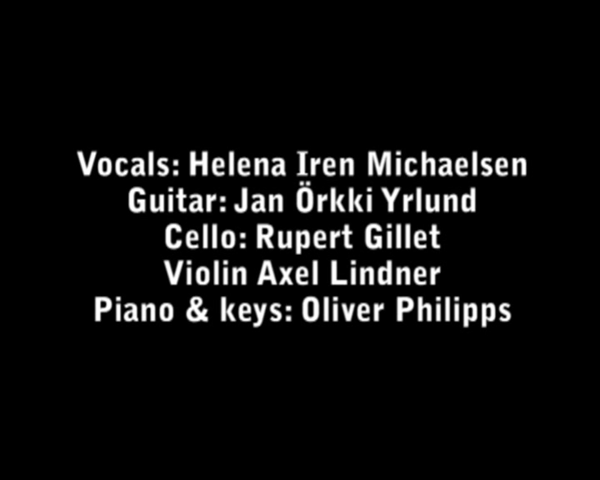 Vocals: Helena Iren Michaelsen
Guitar: Jan Örkki Yrlund
Cello: Rupert Gillet
Violin Axel Lindner
Piano & keys: Oliver Philipps